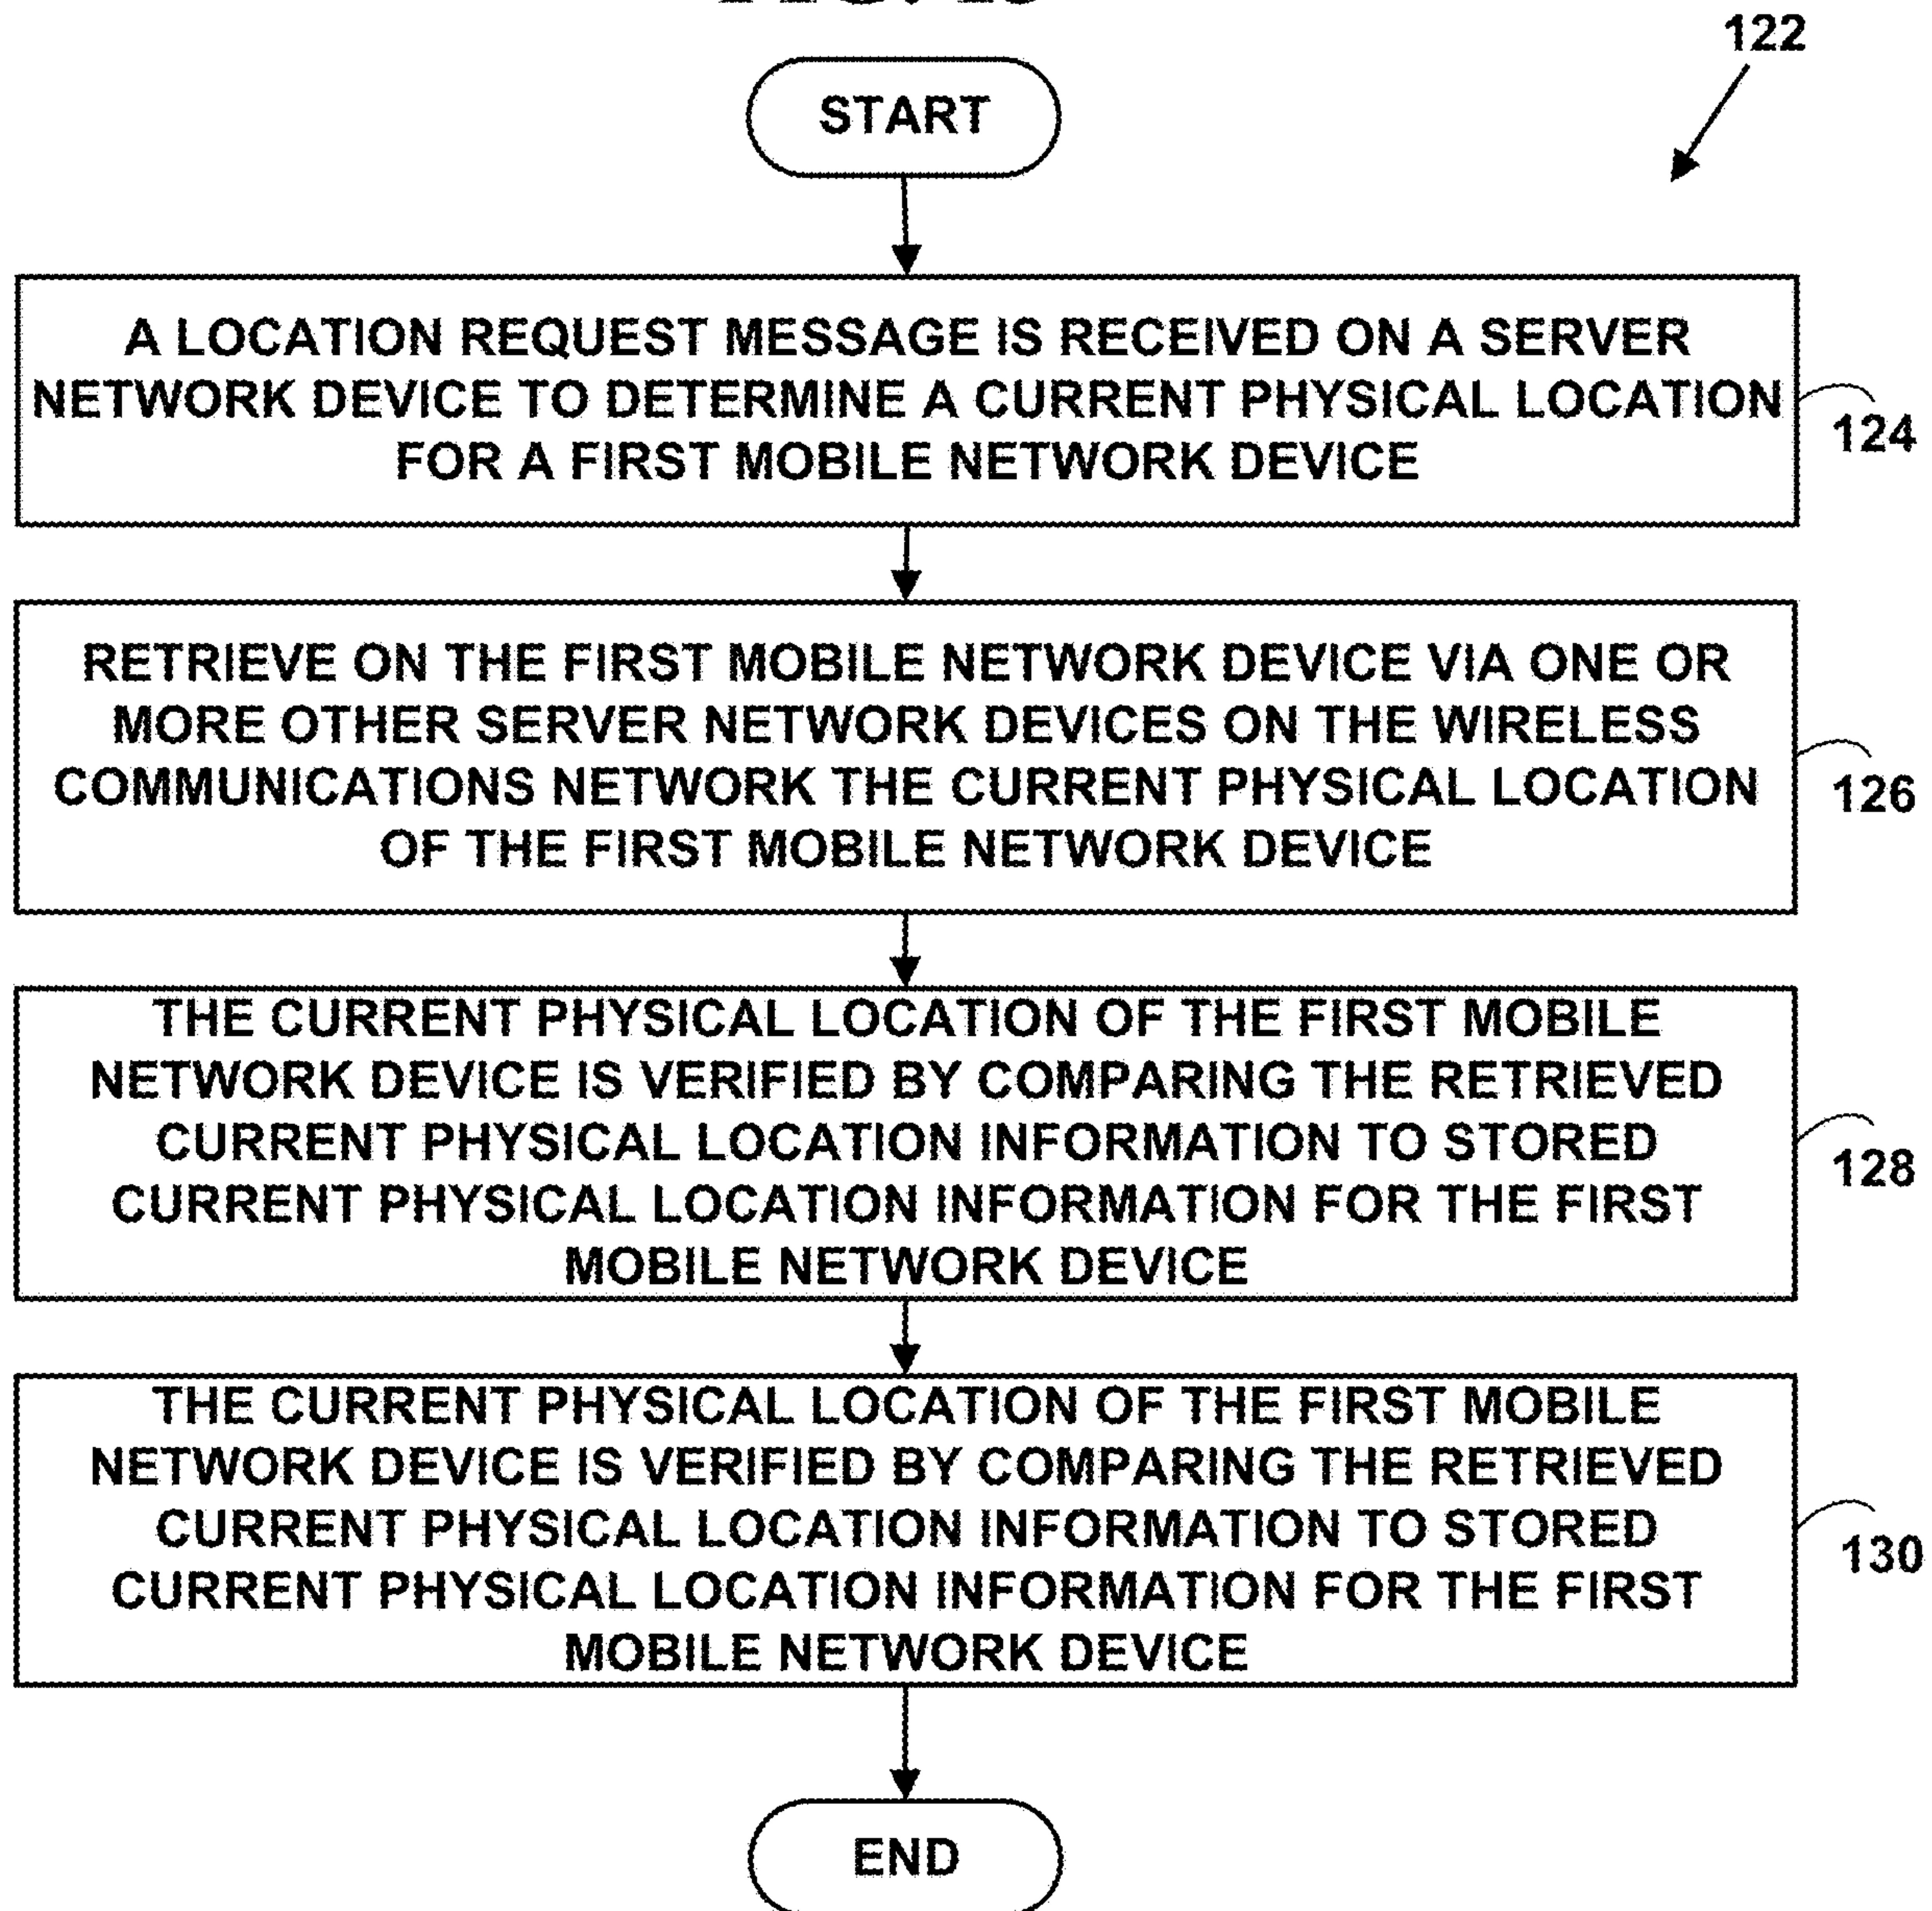 122
START
A LOCATION REQUEST MESSAGE IS RECEIVED ON A SERVER
NETWORK DEVICE TO DETERMINE A CURRENT PHYSICAL LOCATION
FOR A FIRST MOBILE NETWORK DEVICE
124
RETRIEVE ON THE FIRST MOBILE NETWORK DEVICE VIA ONE OR
MORE OTHER SERVER NETWORK DEVICES ON THE WIRELESS
COMMUNICATIONS NETWORK THE CURRENT PHYSICAL LOCATION
OF THE FIRST MOBILE NETWORK DEVICE
126
THE CURRENT PHYSICAL LOCATION OF THE FIRST MOBILE
NETWORK DEVICE IS VERIFIED BY COMPARING THE RETRIEVED
CURRENT PHYSICAL LOCATION INFORMATION TO STORED
CURRENT PHYSICAL LOCATION INFORMATION FOR THE FIRST
MOBILE NETWORK DEVICE
128
THE CURRENT PHYSICAL LOCATION OF THE FIRST MOBILE
NETWORK DEVICE IS VERIFIED BY COMPARING THE RETRIEVED
CURRENT PHYSICAL LOCATION INFORMATION TO STORED
CURRENT PHYSICAL LOCATION INFORMATION FOR THE FIRST
MOBILE NETWORK DEVICE
130
END